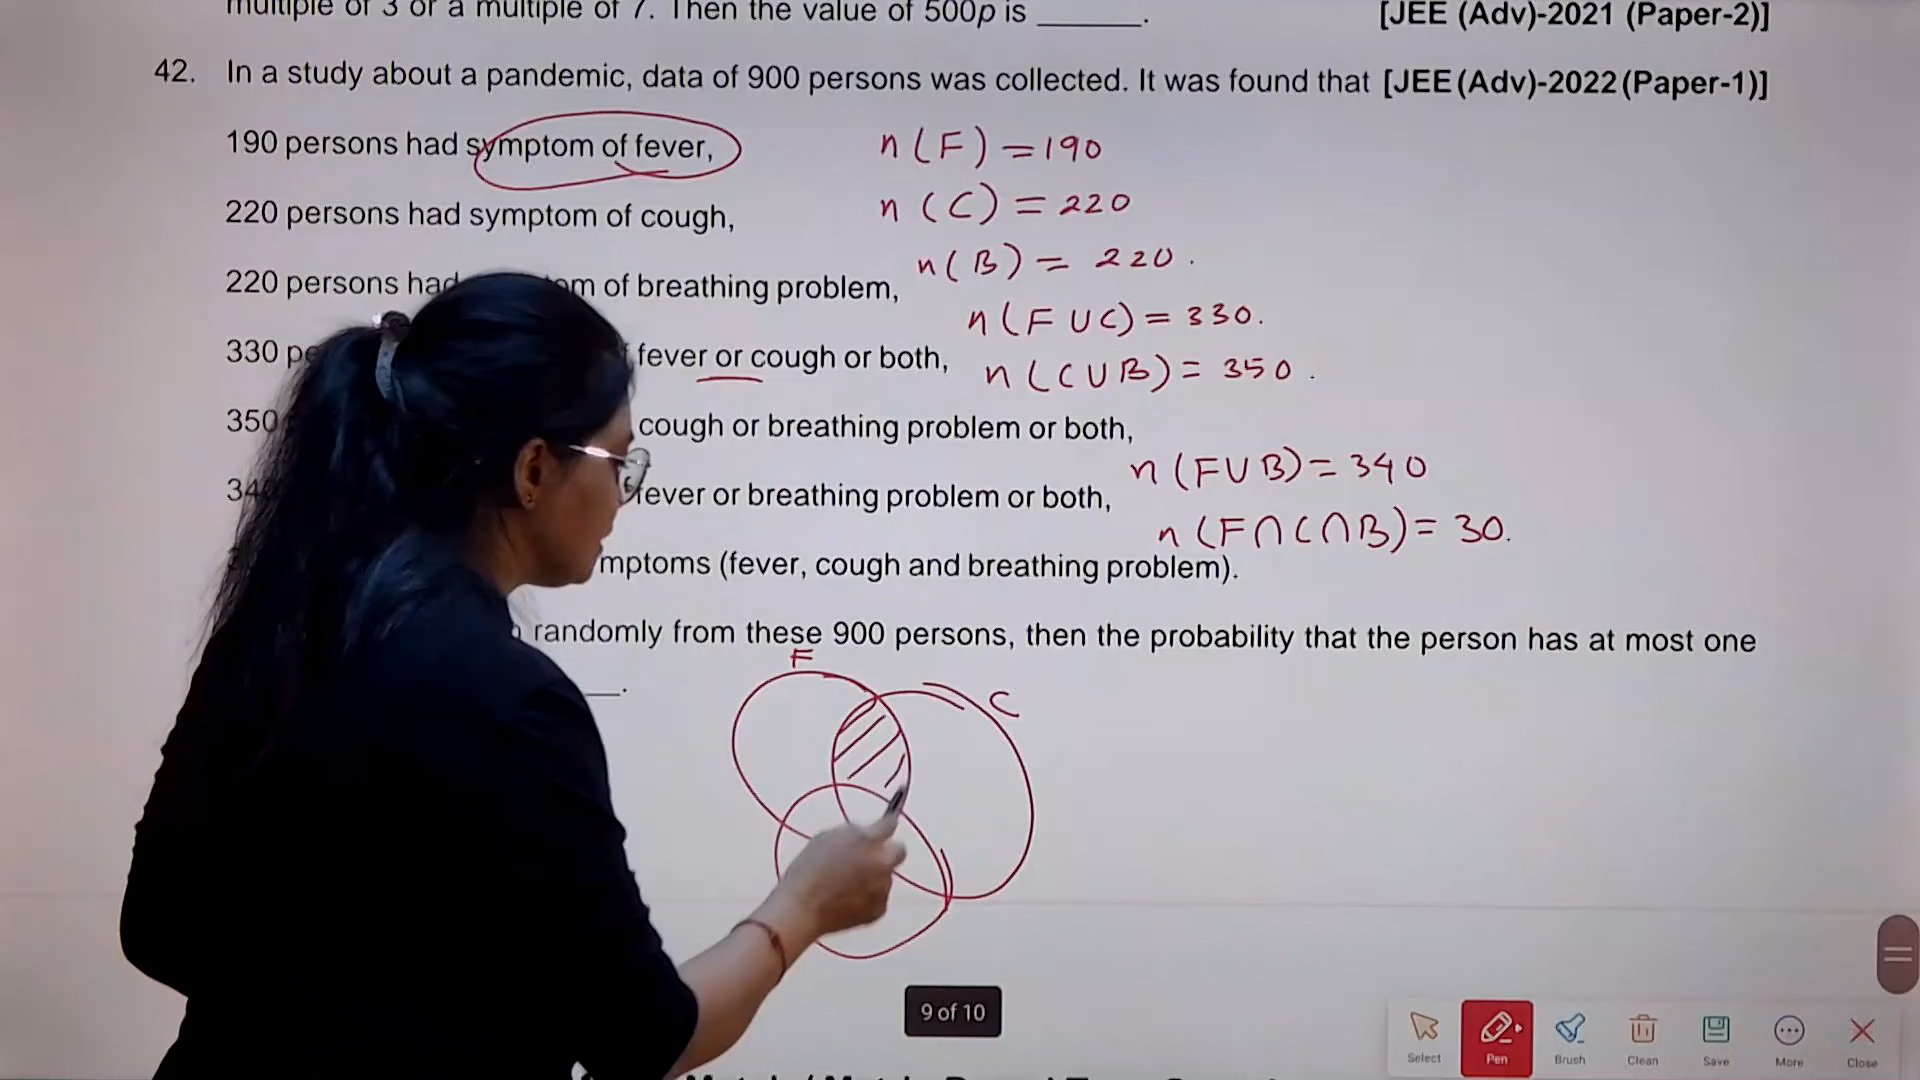 multiple of 3 or a multiple of 7. Then the value of 500p is ______. [JEE (Adv)-2021 (Paper-2)]
42. In a study about a pandemic, data of 900 persons was collected. It was found that [JEE (Adv)-2022 (Paper-1)]
190 persons had symptom of fever, n(F) = 190
220 persons had symptom of cough, n(C) = 220
220 persons had of breathing problem, n(B) = 220.
n(F∪C) = 330.
330 fever or cough or both, n(C∪B) = 350.
350 cough or breathing problem or both,
n(F∪B) = 340
340 fever or breathing problem or both,
n(F∩C∩B) = 30.
(fever, cough and breathing problem).
randomly from these 900 persons, then the probability that the person has at most one
F
C
9 of 10
Select Pen Brush Clean Save More Close